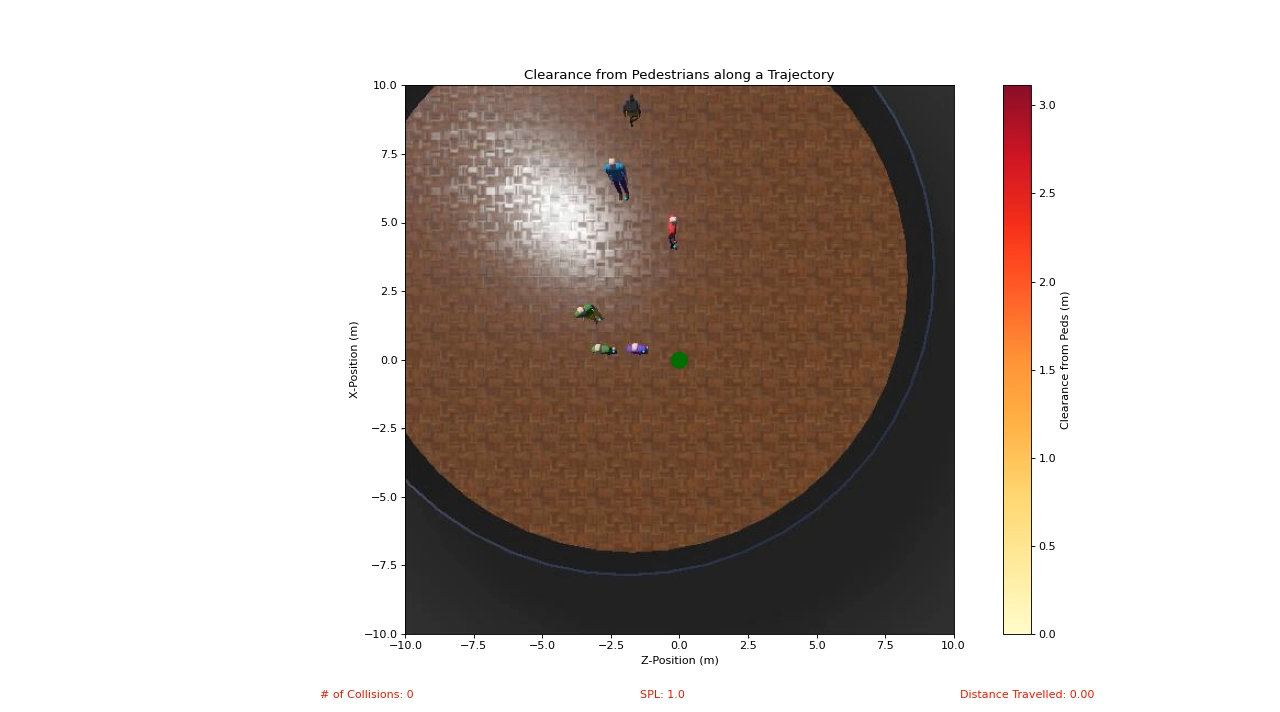 Clearance from Pedestrians along a Trajectory
10.0
7.5
5.0
2.5
0.0
−2.5
−5.0
−7.5
−10.0
X-Position (m)
−10.0 −7.5 −5.0 −2.5 0.0 2.5 5.0 7.5 10.0
Z-Position (m)
3.0
2.5
2.0
1.5
1.0
0.5
0.0
Clearance from Peds (m)
# of Collisions: 0
SPL: 1.0
Distance Travelled: 0.00